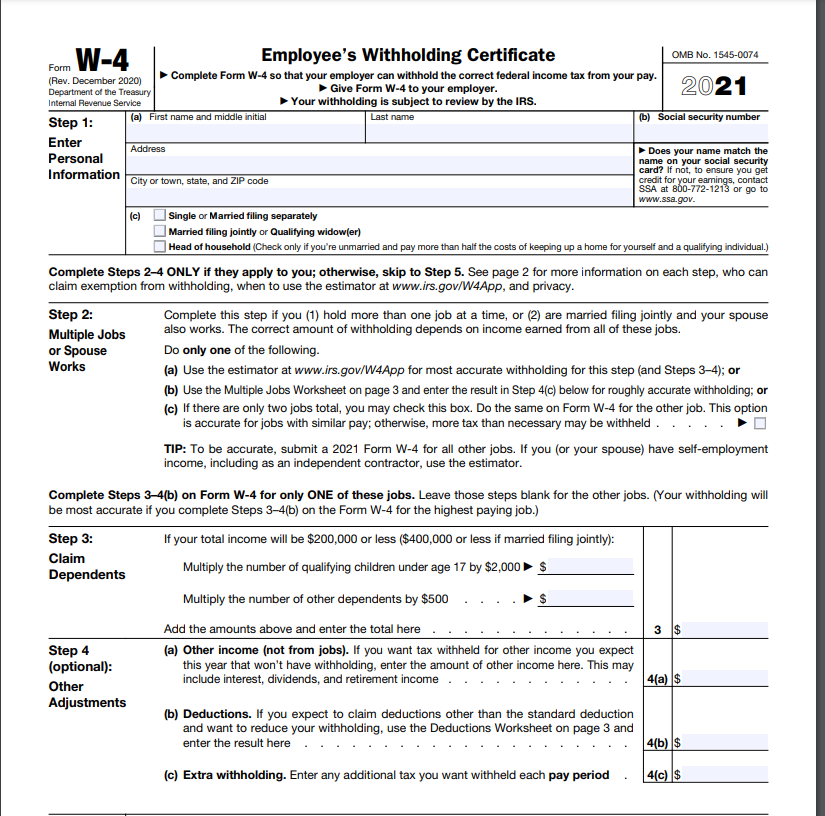 Form W-4
(Rev. December 2020)
Department of the Treasury
Internal Revenue Service
Employee's Withholding Certificate
▶ Complete Form W-4 so that your employer can withhold the correct federal income tax from your pay.
▶ Give Form W-4 to your employer.
▶ Your withholding is subject to review by the IRS.
OMB No. 1545-0074
2021
Step 1:
Enter
Personal
Information
(a) First name and middle initial
Last name
(b) Social security number
Address
City or town, state, and ZIP code
▶ Does your name match the
name on your social security
card? If not, to ensure you get
credit for your earnings, contact
SSA at 800-772-1213 or go to
www.ssa.gov.
(c) Single or Married filing separately
Married filing jointly or Qualifying widow(er)
Head of household (Check only if you're unmarried and pay more than half the costs of keeping up a home for yourself and a qualifying individual.)
Complete Steps 2–4 ONLY if they apply to you; otherwise, skip to Step 5. See page 2 for more information on each step, who can
claim exemption from withholding, when to use the estimator at www.irs.gov/W4App, and privacy.
Step 2:
Multiple Jobs
or Spouse
Works
Complete this step if you (1) hold more than one job at a time, or (2) are married filing jointly and your spouse
also works. The correct amount of withholding depends on income earned from all of these jobs.
Do only one of the following.
(a) Use the estimator at www.irs.gov/W4App for most accurate withholding for this step (and Steps 3–4); or
(b) Use the Multiple Jobs Worksheet on page 3 and enter the result in Step 4(c) below for roughly accurate withholding; or
(c) If there are only two jobs total, you may check this box. Do the same on Form W-4 for the other job. This option
is accurate for jobs with similar pay; otherwise, more tax than necessary may be withheld . . . . . ▶
TIP: To be accurate, submit a 2021 Form W-4 for all other jobs. If you (or your spouse) have self-employment
income, including as an independent contractor, use the estimator.
Complete Steps 3–4(b) on Form W-4 for only ONE of these jobs. Leave those steps blank for the other jobs. (Your withholding will
be most accurate if you complete Steps 3–4(b) on the Form W-4 for the highest paying job.)
Step 3:
Claim
Dependents
If your total income will be $200,000 or less ($400,000 or less if married filing jointly):
Multiply the number of qualifying children under age 17 by $2,000 ▶ $
Multiply the number of other dependents by $500 . . . . ▶ $
Add the amounts above and enter the total here . . . . . . . . . . . . . 3 $
Step 4
(optional):
Other
Adjustments
(a) Other income (not from jobs). If you want tax withheld for other income you expect
this year that won't have withholding, enter the amount of other income here. This may
include interest, dividends, and retirement income . . . . . . . . . . . . 4(a) $
(b) Deductions. If you expect to claim deductions other than the standard deduction
and want to reduce your withholding, use the Deductions Worksheet on page 3 and
enter the result here . . . . . . . . . . . . . . . . . . . . 4(b) $
(c) Extra withholding. Enter any additional tax you want withheld each pay period . 4(c) $